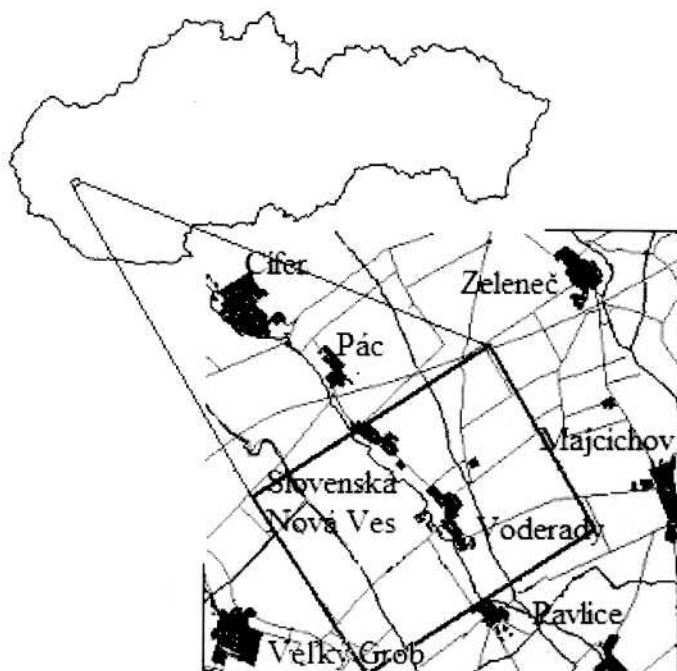 Cífer
Zeleneč
Pác
Majcichov
Slovenská
Nová Ves
Voderady
Pavlice
Veľký Grob